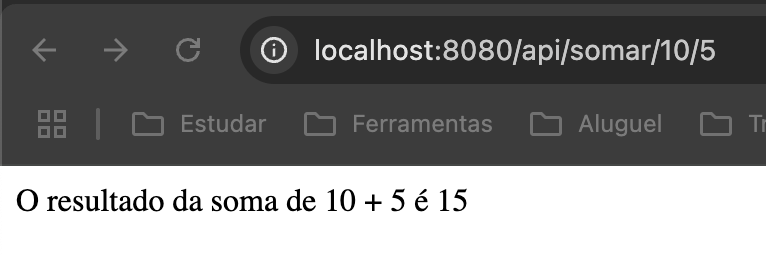 localhost:8080/api/somar/10/5
Estudar Ferramentas Aluguel
O resultado da soma de 10 + 5 é 15